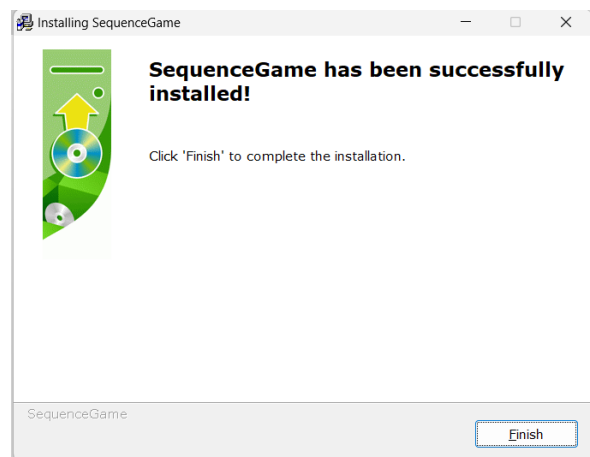 Installing SequenceGame
SequenceGame has been successfully
installed!
Click 'Finish' to complete the installation.
SequenceGame
Finish